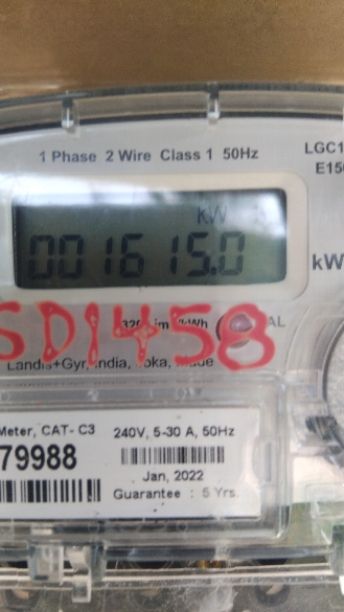 1 Phase 2 Wire Class 1 50Hz
LGC1
E150
kW
001615.0
kW
SD1458
Landis+Gyr, India,
Meter, CAT- C3
240V, 5-30 A, 50Hz
79988
Jan, 2022
Guarantee : 5 Yrs.